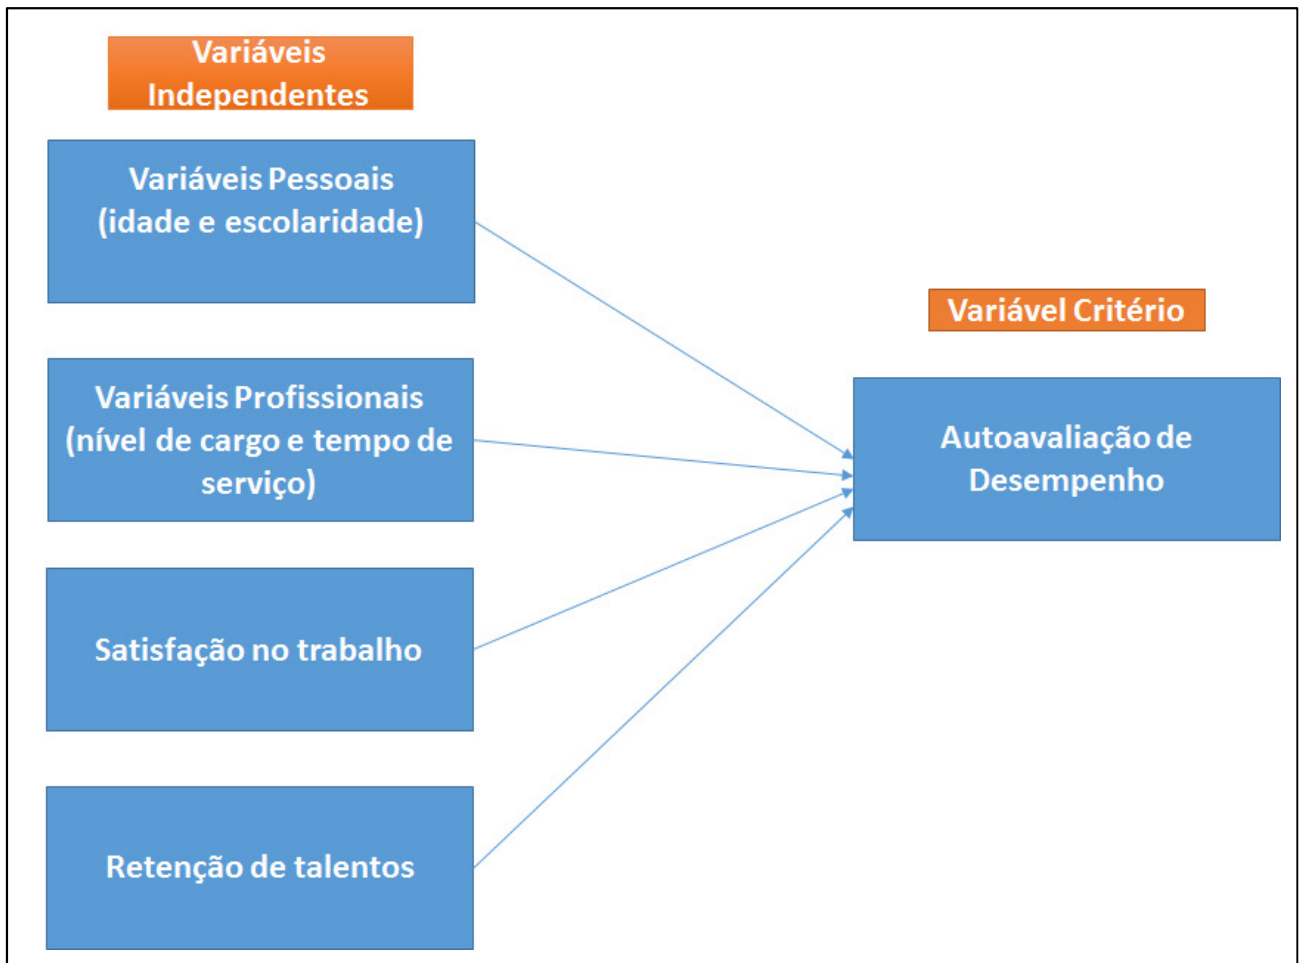 Variáveis
Independentes
Variáveis Pessoais
(idade e escolaridade)
Variáveis Profissionais
(nível de cargo e tempo de
serviço)
Satisfação no trabalho
Retenção de talentos
Variável Critério
Autoavaliação de
Desempenho